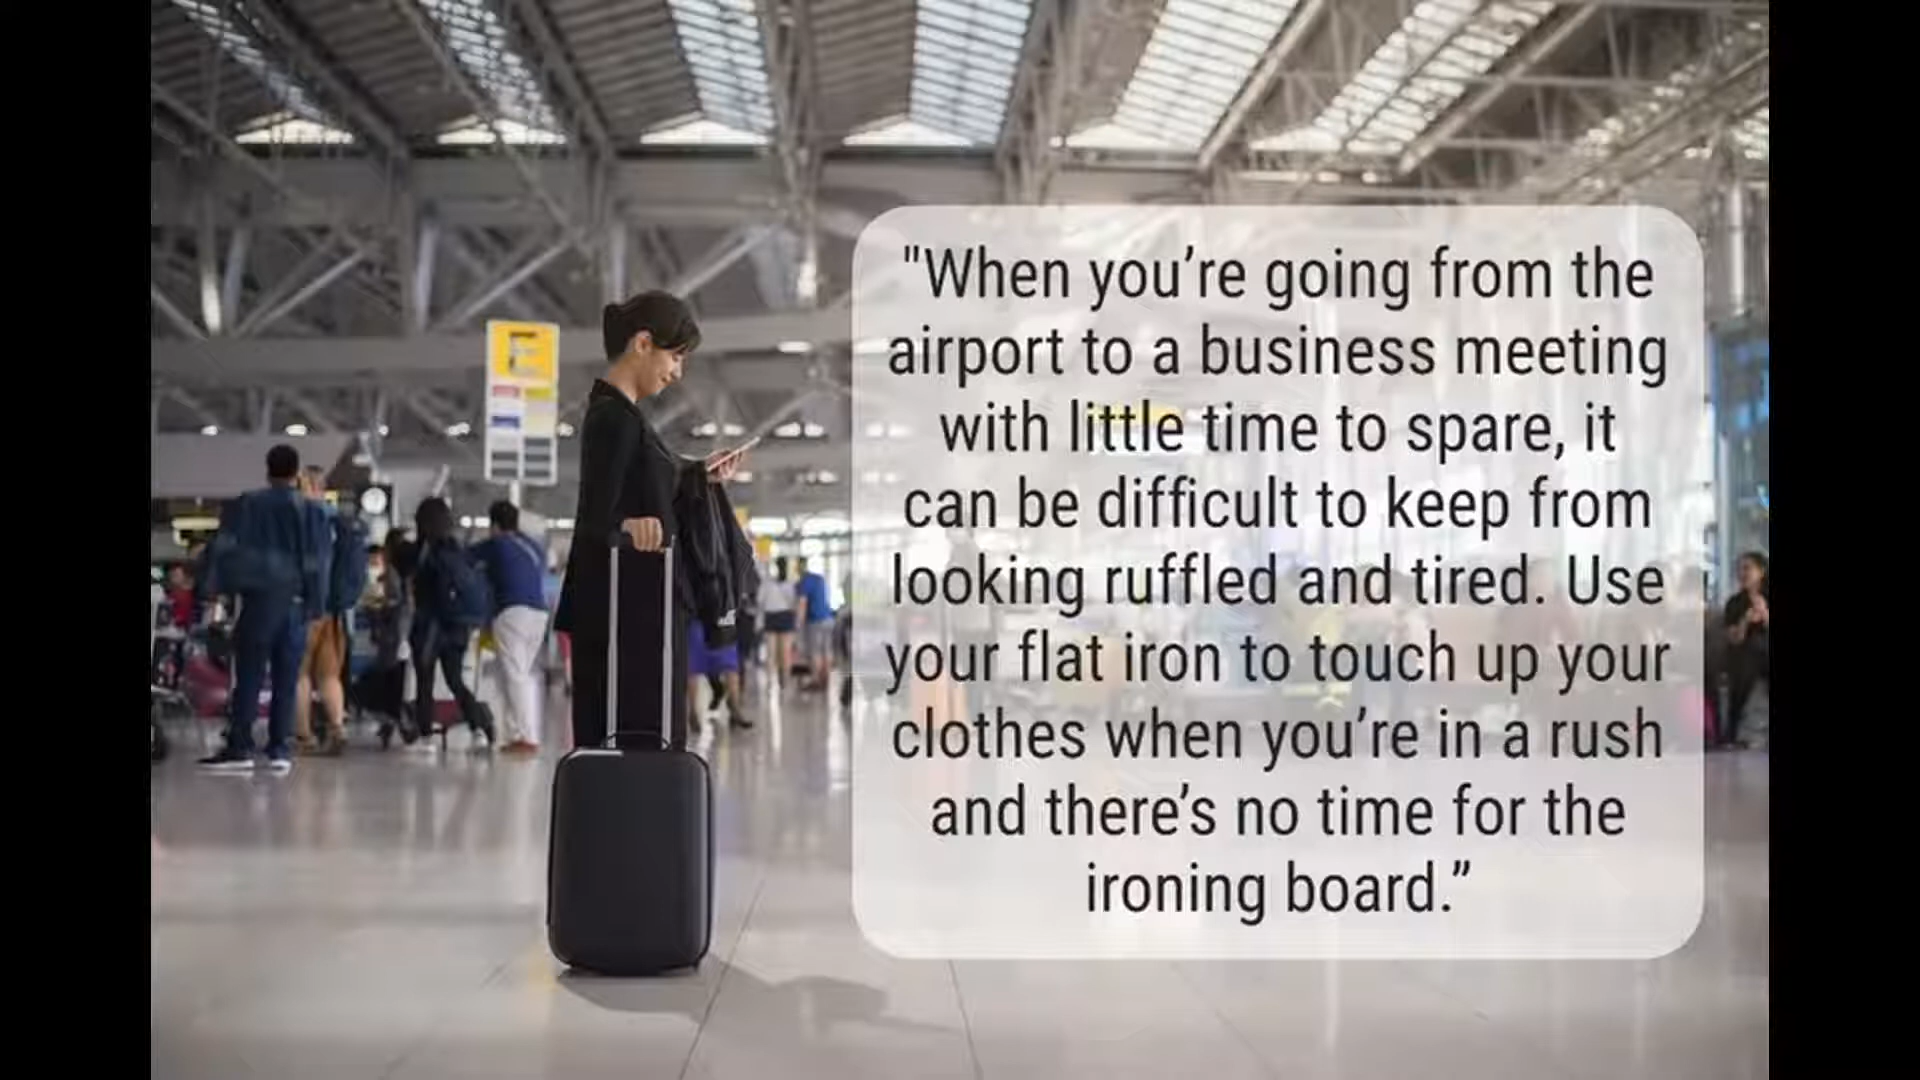 E
"When you’re going from the
airport to a business meeting
with little time to spare, it
can be difficult to keep from
looking ruffled and tired. Use
your flat iron to touch up your
clothes when you’re in a rush
and there’s no time for the
ironing board.”